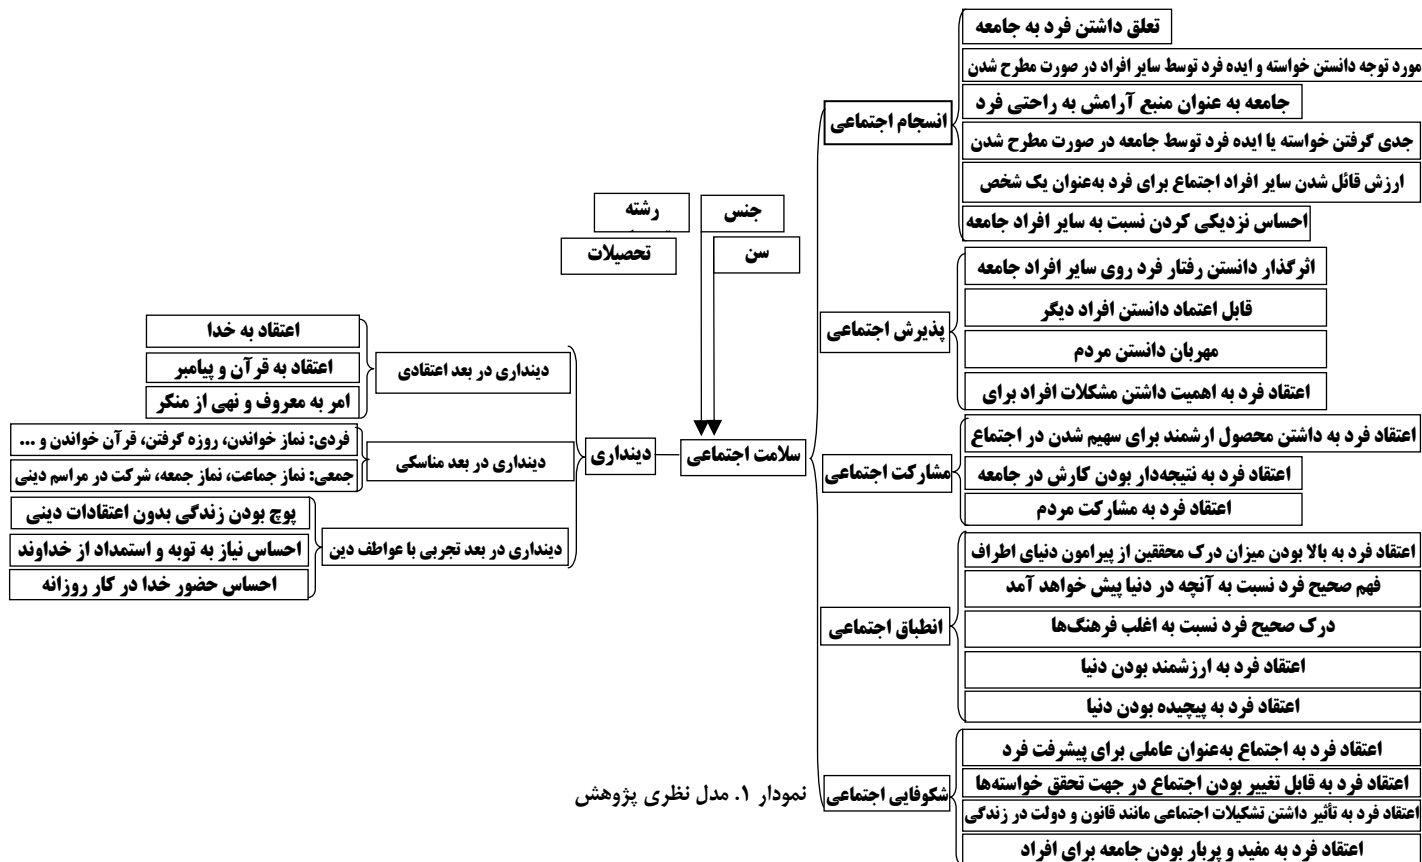 تعلق داشتن فرد به جامعه
مورد توجه دانستن خواسته و ایده فرد توسط سایر افراد در صورت مطرح شدن
جامعه به عنوان منبع آرامش به راحتی فرد
جدی گرفتن خواسته یا ایده فرد توسط جامعه در صورت مطرح شدن
ارزش قائل شدن سایر افراد اجتماع برای فرد به‌عنوان یک شخص
احساس نزدیکی کردن نسبت به سایر افراد جامعه
انسجام اجتماعی
اثرگذار دانستن رفتار فرد روی سایر افراد جامعه
قابل اعتماد دانستن افراد دیگر
مهربان دانستن مردم
اعتقاد فرد به اهمیت داشتن مشکلات افراد برای
پذیرش اجتماعی
اعتقاد فرد به داشتن محصول ارشمند برای سهیم شدن در اجتماع
اعتقاد فرد به نتیجه‌دار بودن کارش در جامعه
اعتقاد فرد به مشارکت مردم
مشارکت اجتماعی
اعتقاد فرد به بالا بودن میزان درک محققین از پیرامون دنیای اطراف
فهم صحیح فرد نسبت به آنچه در دنیا پیش خواهد آمد
درک صحیح فرد نسبت به اغلب فرهنگ‌ها
اعتقاد فرد به ارزشمند بودن دنیا
اعتقاد فرد به پیچیده بودن دنیا
انطباق اجتماعی
اعتقاد فرد به اجتماع به‌عنوان عاملی برای پیشرفت فرد
اعتقاد فرد به قابل تغییر بودن اجتماع در جهت تحقق خواسته‌ها
اعتقاد فرد به تأثیر داشتن تشکیلات اجتماعی مانند قانون و دولت در زندگی
اعتقاد فرد به مفید و پربار بودن جامعه برای افراد
شکوفایی اجتماعی
جنس
رشته
سن
تحصیلات
سلامت اجتماعی
دینداری
دینداری در بعد اعتقادی
اعتقاد به خدا
اعتقاد به قرآن و پیامبر
امر به معروف و نهی از منکر
دینداری در بعد مناسکی
فردی: نماز خواندن، روزه گرفتن، قرآن خواندن و ...
جمعی: نماز جماعت، نماز جمعه، شرکت در مراسم دینی
دینداری در بعد تجربی با عواطف دین
پوچ بودن زندگی بدون اعتقادات دینی
احساس نیاز به توبه و استمداد از خداوند
احساس حضور خدا در کار روزانه
نمودار ۱. مدل نظری پژوهش